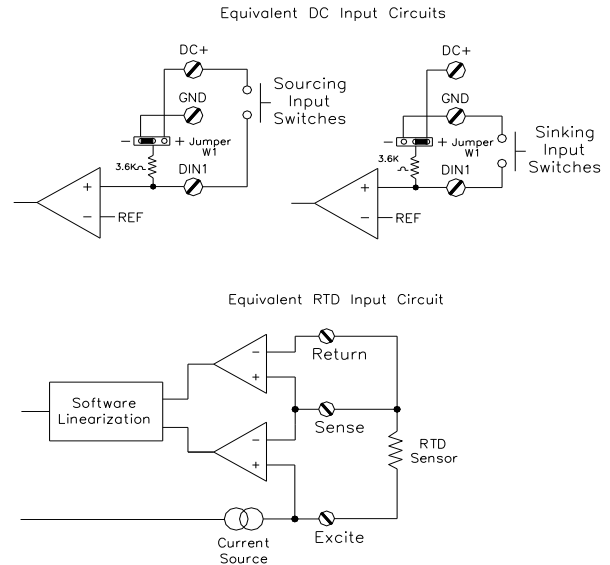 Equivalent DC Input Circuits
DC+
GND
Sourcing
Input
Switches
− + Jumper
W1
3.6K
DIN1
+
−
REF
DC+
GND
Sinking
Input
Switches
− + Jumper
W1
3.6K
DIN1
+
−
REF
Equivalent RTD Input Circuit
−
+
Return
Software
Linearization
Sense
−
+
RTD
Sensor
Excite
Current
Source